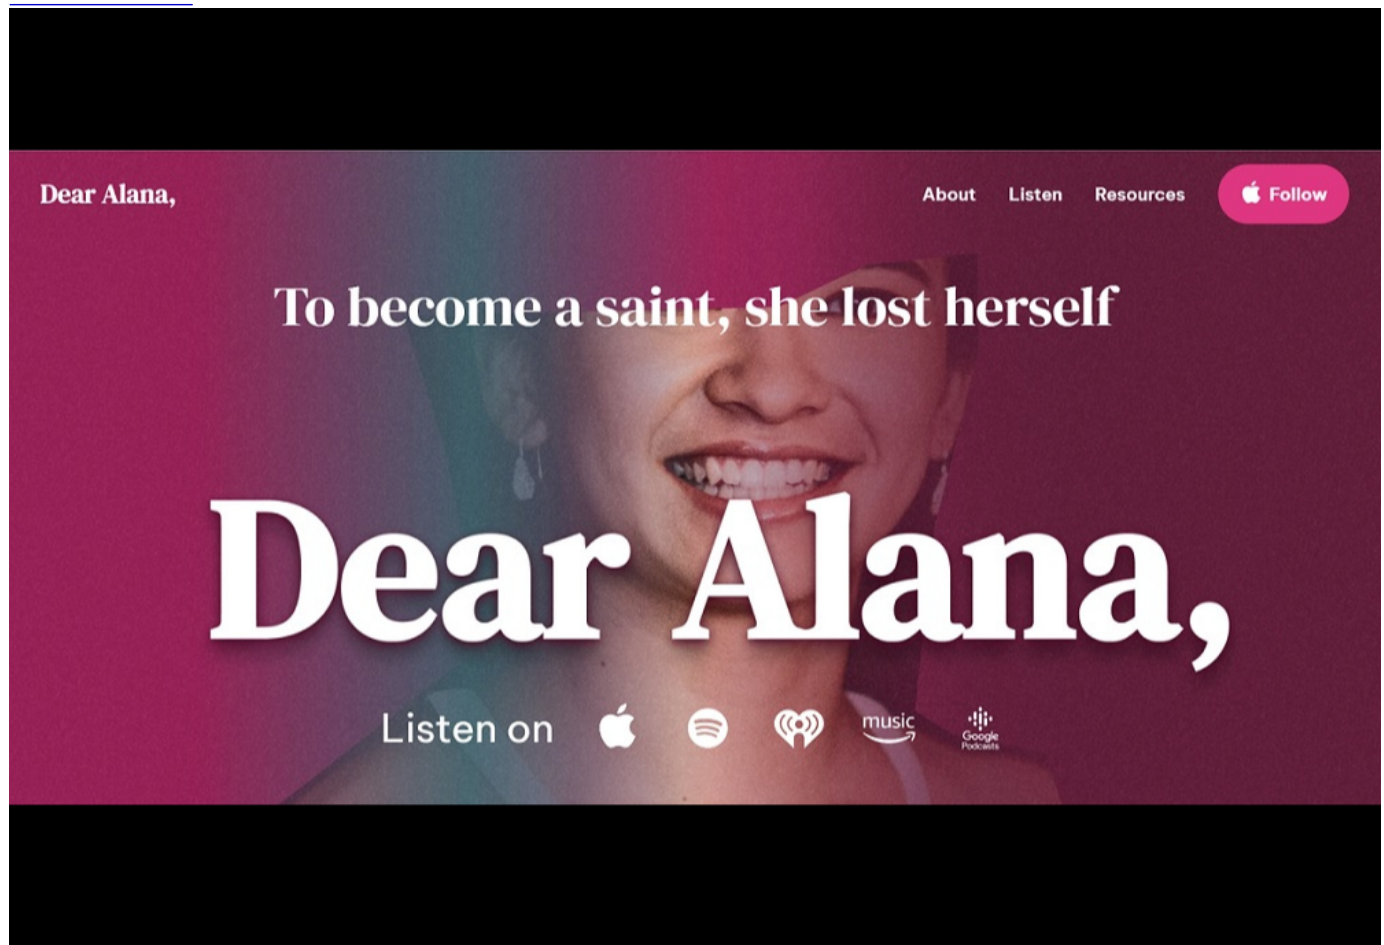 Dear Alana,
About Listen Resources Follow
To become a saint, she lost herself
Dear Alana,
Listen on
music
Google
Podcasts